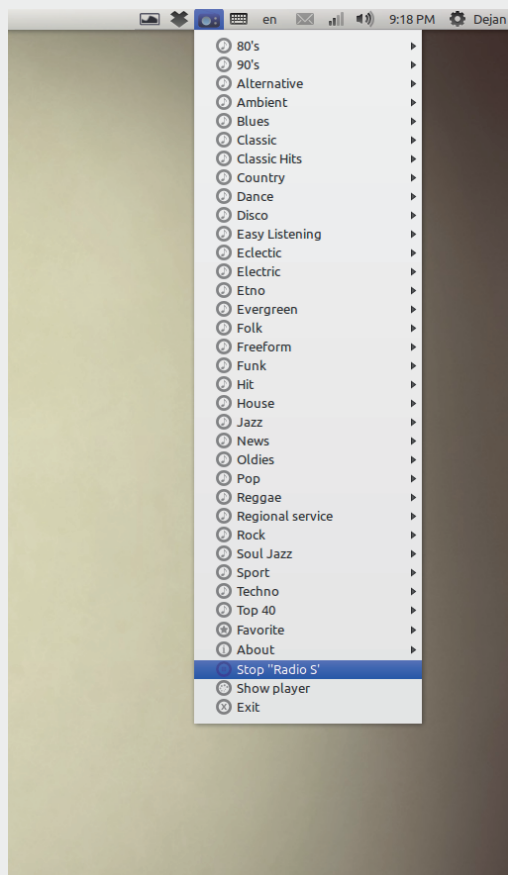 en 9:18 PM Dejan
80's
90's
Alternative
Ambient
Blues
Classic
Classic Hits
Country
Dance
Disco
Easy Listening
Eclectic
Electric
Etno
Evergreen
Folk
Freeform
Funk
Hit
House
Jazz
News
Oldies
Pop
Reggae
Regional service
Rock
Soul Jazz
Sport
Techno
Top 40
Favorite
About
Stop "Radio S'
Show player
Exit